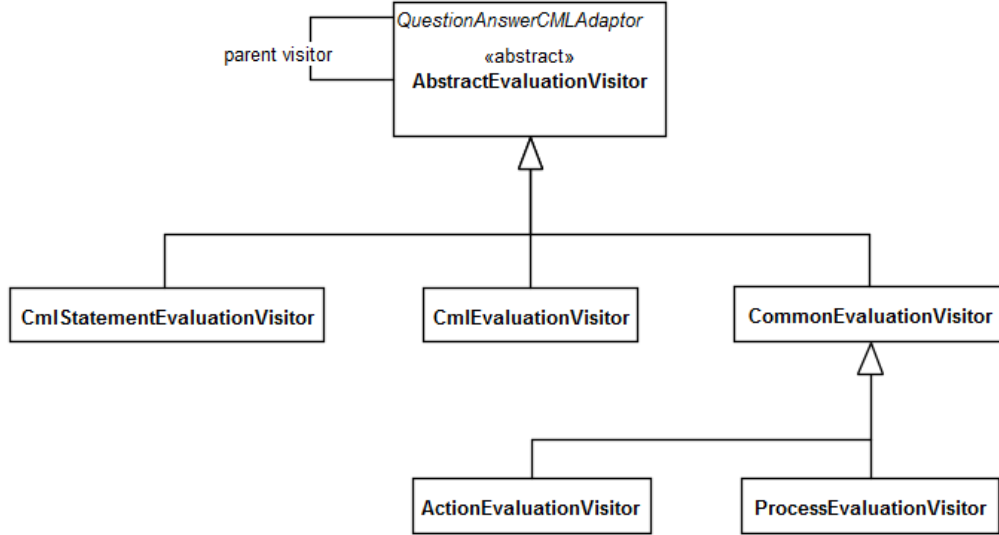 QuestionAnswerCMLAdaptor
parent visitor
«abstract»
AbstractEvaluationVisitor
CmlStatementEvaluationVisitor
CmlEvaluationVisitor
CommonEvaluationVisitor
ActionEvaluationVisitor
ProcessEvaluationVisitor